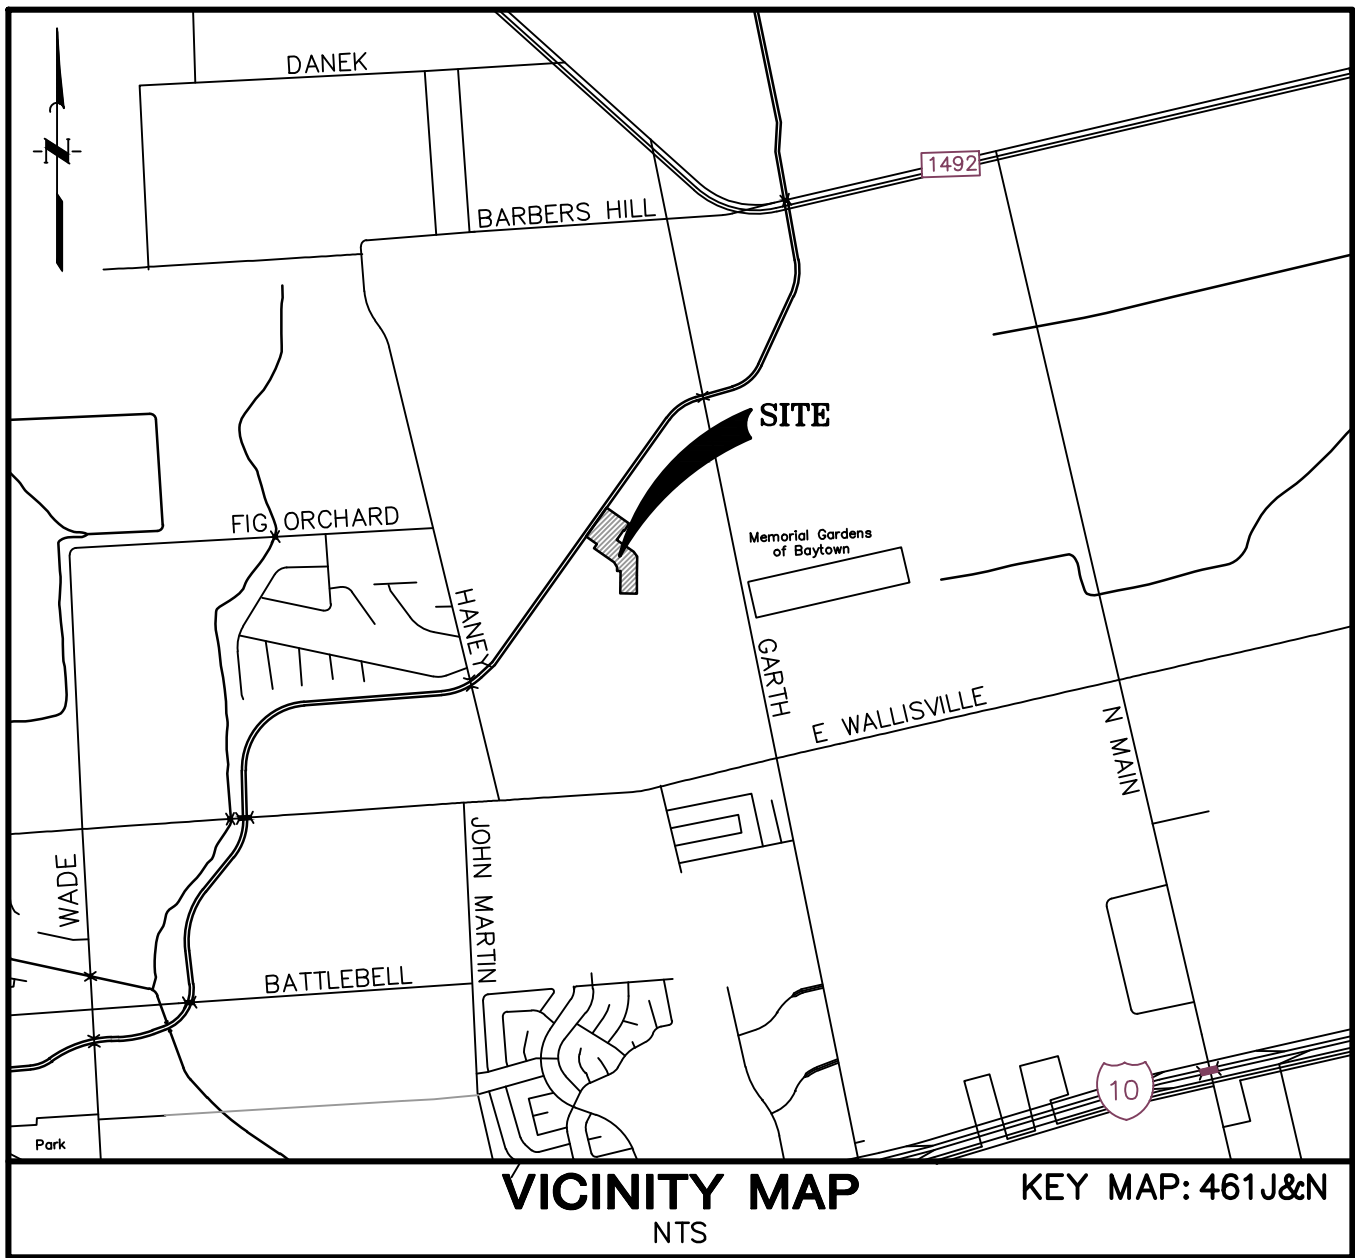 DANEK
N
1492
BARBERS HILL
SITE
FIG ORCHARD
Memorial Gardens
of Baytown
HANEY
GARTH
E WALLISVILLE
N MAIN
JOHN MARTIN
WADE
BATTLEBELL
10
Park
VICINITY MAP
KEY MAP: 461J&N
NTS